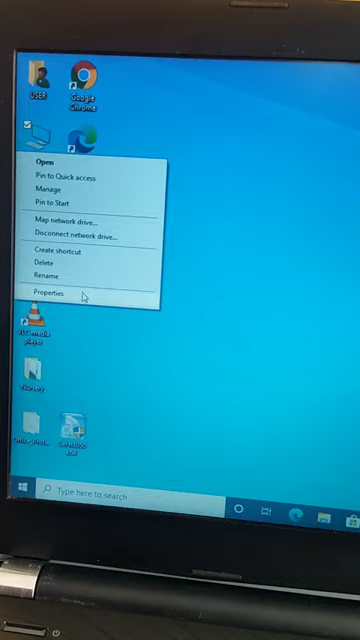 USER
Google
Chrome
Open
Pin to Quick access
Manage
Pin to Start
Map network drive...
Disconnect network drive...
Create shortcut
Delete
Rename
Properties
VLC media
player
Nursery
Type here to search